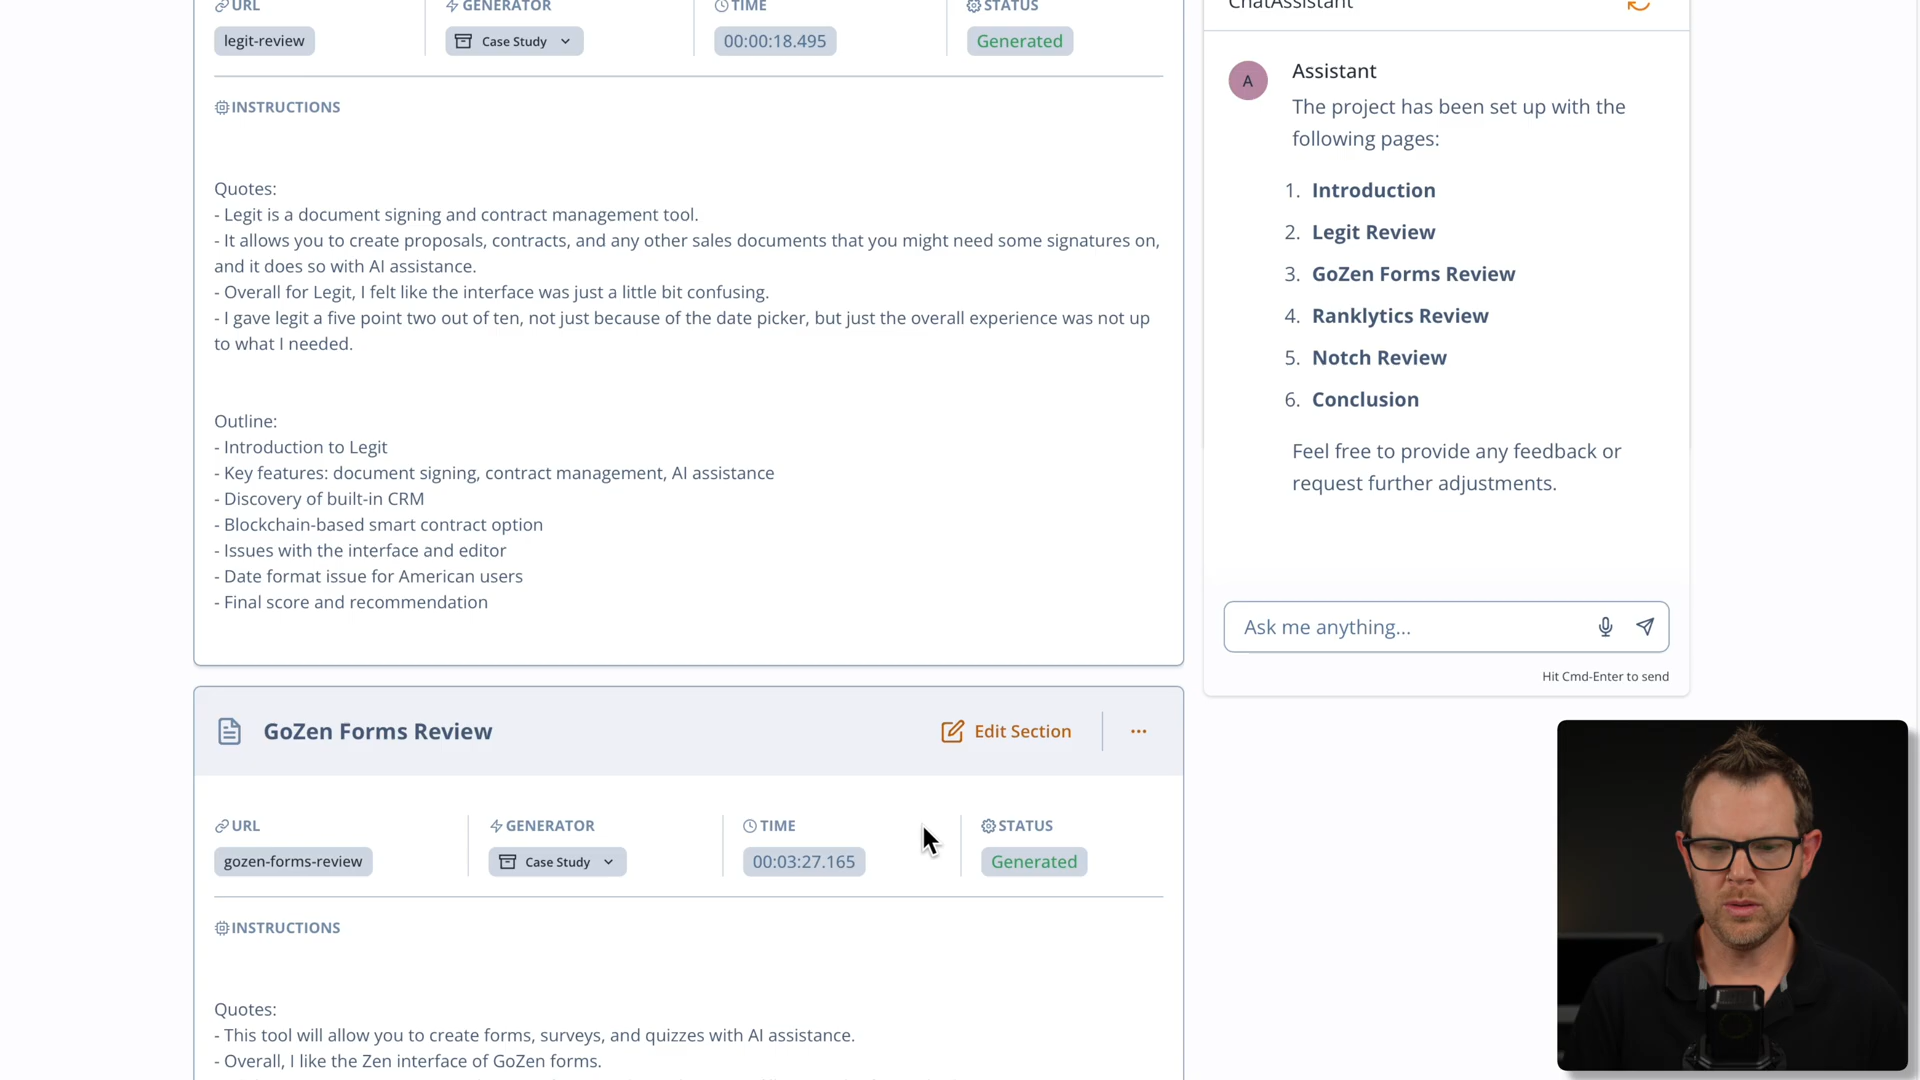 URL
GENERATOR
TIME
STATUS
legit-review
Case Study
00:00:18.495
Generated
INSTRUCTIONS
Quotes:
- Legit is a document signing and contract management tool.
- It allows you to create proposals, contracts, and any other sales documents that you might need some signatures on,
and it does so with AI assistance.
- Overall for Legit, I felt like the interface was just a little bit confusing.
- I gave legit a five point two out of ten, not just because of the date picker, but just the overall experience was not up
to what I needed.
Outline:
- Introduction to Legit
- Key features: document signing, contract management, AI assistance
- Discovery of built-in CRM
- Blockchain-based smart contract option
- Issues with the interface and editor
- Date format issue for American users
- Final score and recommendation
GoZen Forms Review
Edit Section
...
URL
GENERATOR
TIME
STATUS
gozen-forms-review
Case Study
00:03:27.165
Generated
INSTRUCTIONS
Quotes:
- This tool will allow you to create forms, surveys, and quizzes with AI assistance.
- Overall, I like the Zen interface of GoZen forms.
ChatAssistant
A
Assistant
The project has been set up with the
following pages:
1. Introduction
2. Legit Review
3. GoZen Forms Review
4. Ranklytics Review
5. Notch Review
6. Conclusion
Feel free to provide any feedback or
request further adjustments.
Ask me anything...
Hit Cmd-Enter to send